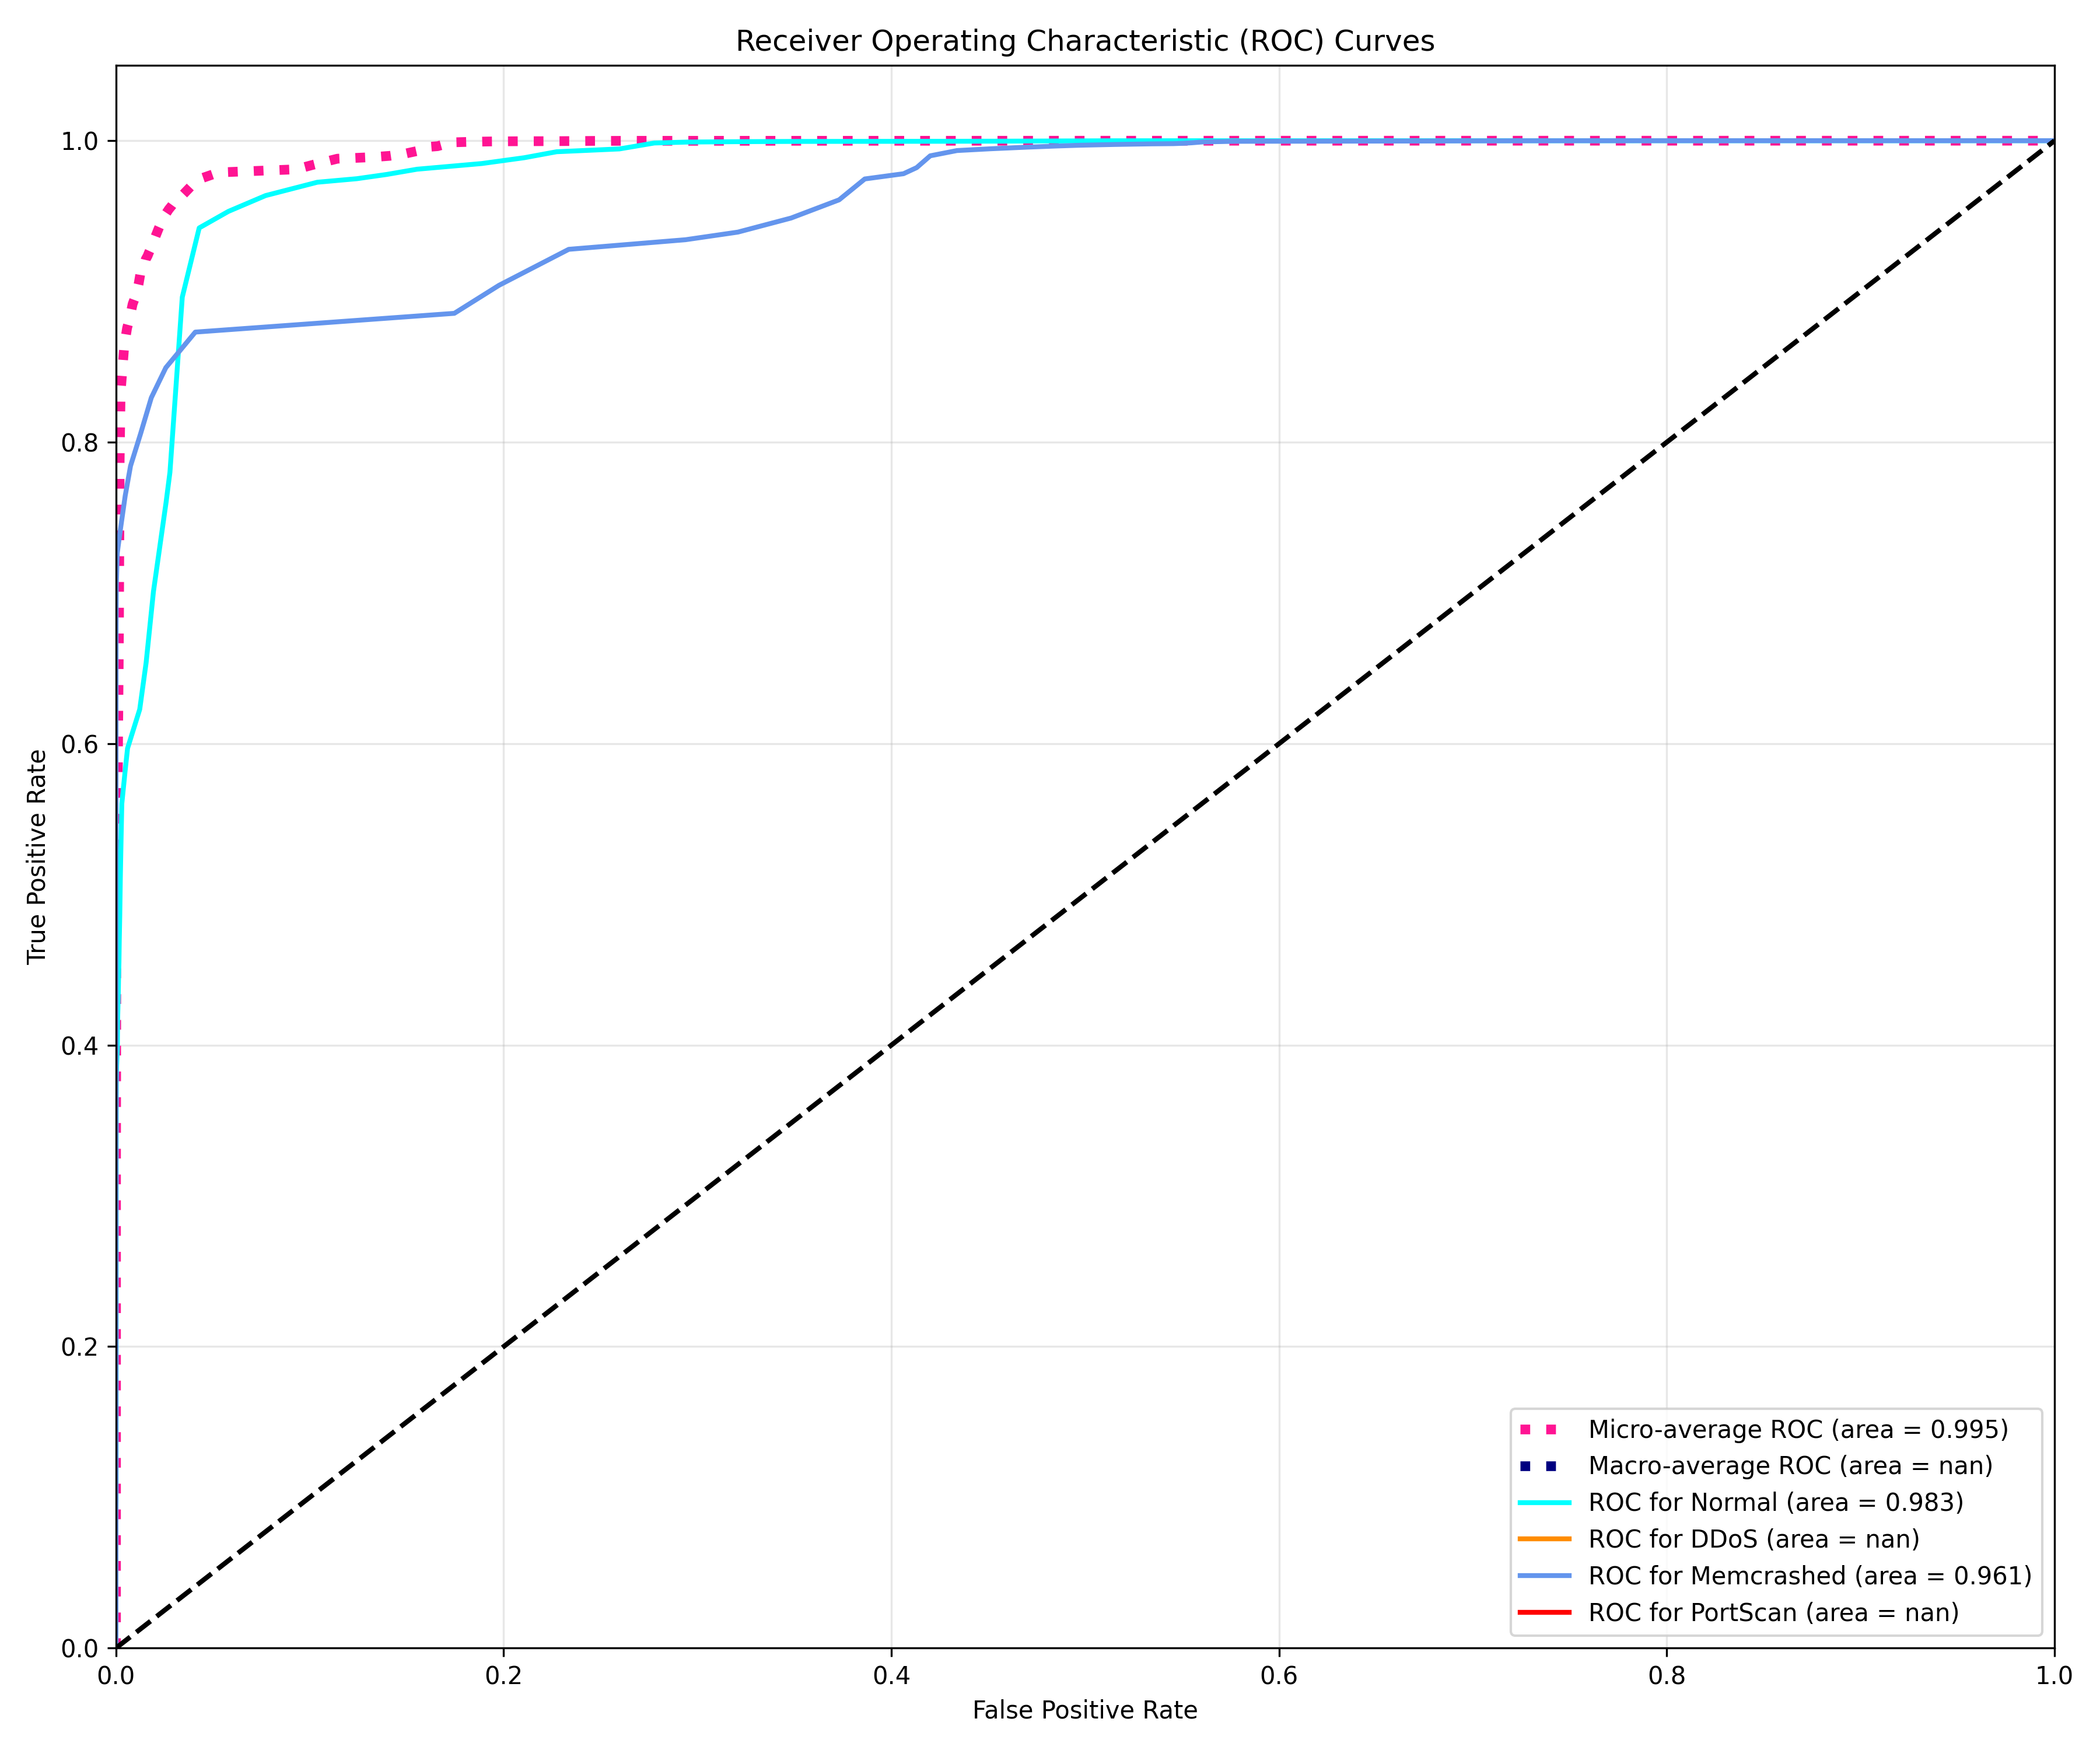 Receiver Operating Characteristic (ROC) Curves
1.0
0.8
0.6
0.4
0.2
0.0
True Positive Rate
0.0 0.2 0.4 0.6 0.8 1.0
False Positive Rate
Micro-average ROC (area = 0.995)
Macro-average ROC (area = nan)
ROC for Normal (area = 0.983)
ROC for DDoS (area = nan)
ROC for Memcrashed (area = 0.961)
ROC for PortScan (area = nan)